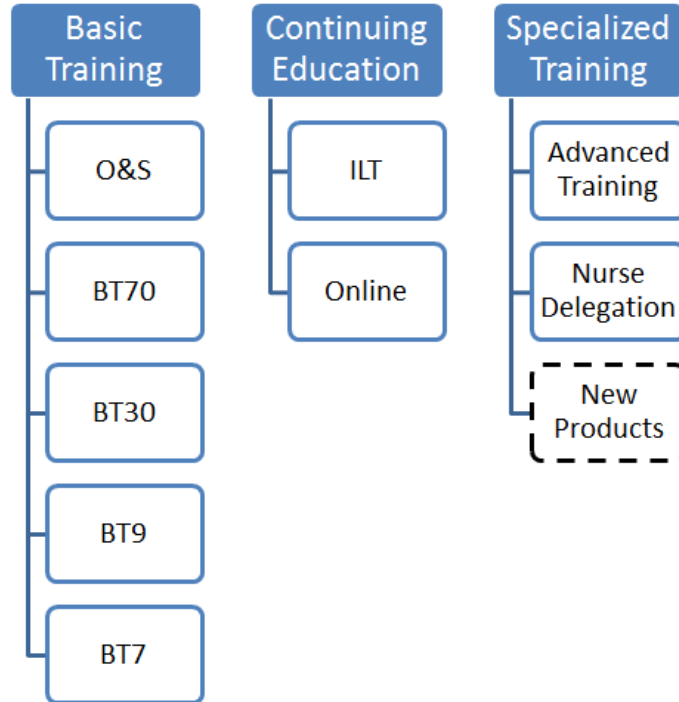 Basic
Training
O&S
BT70
BT30
BT9
BT7
Continuing
Education
ILT
Online
Specialized
Training
Advanced
Training
Nurse
Delegation
New
Products